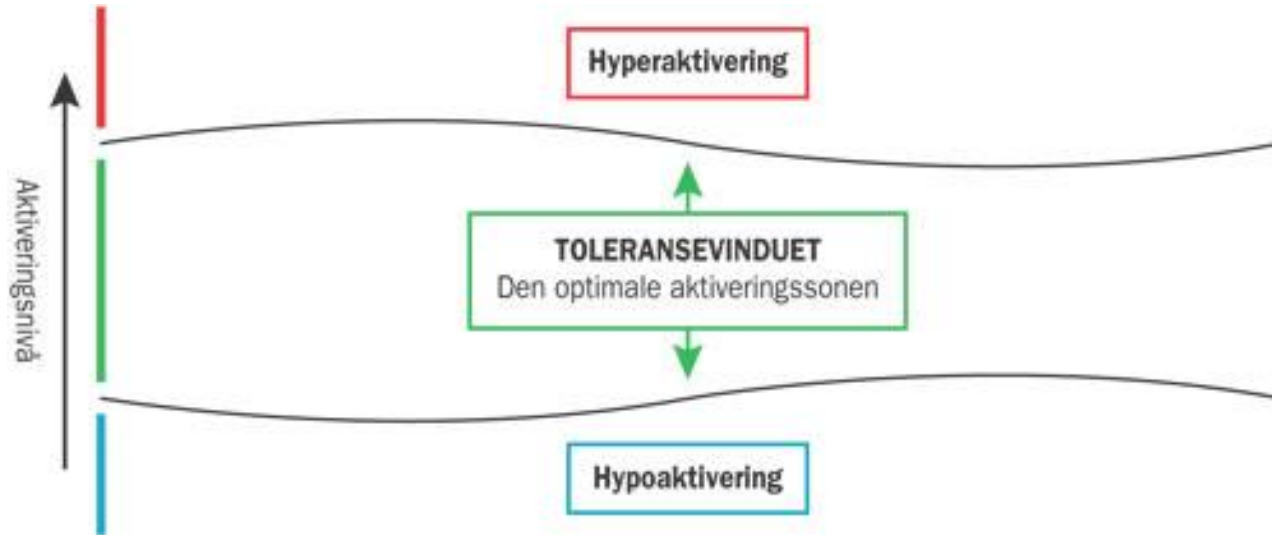 Hyperaktivering
Aktiveringsnivå
TOLERANSEVINDUET
Den optimale aktiveringssonen
Hypoaktivering